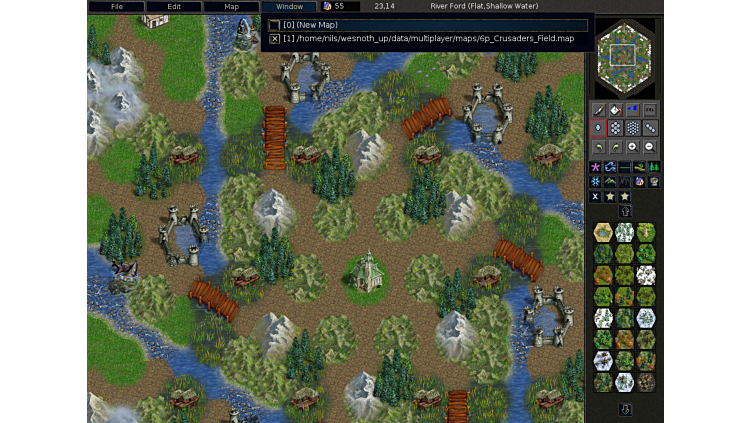 File Edit Map Window 55 23,14 River Ford (Flat,Shallow Water)
[0] (New Map)
[1] /home/nils/wesnoth_up/data/multiplayer/maps/6p_Crusaders_Field.map